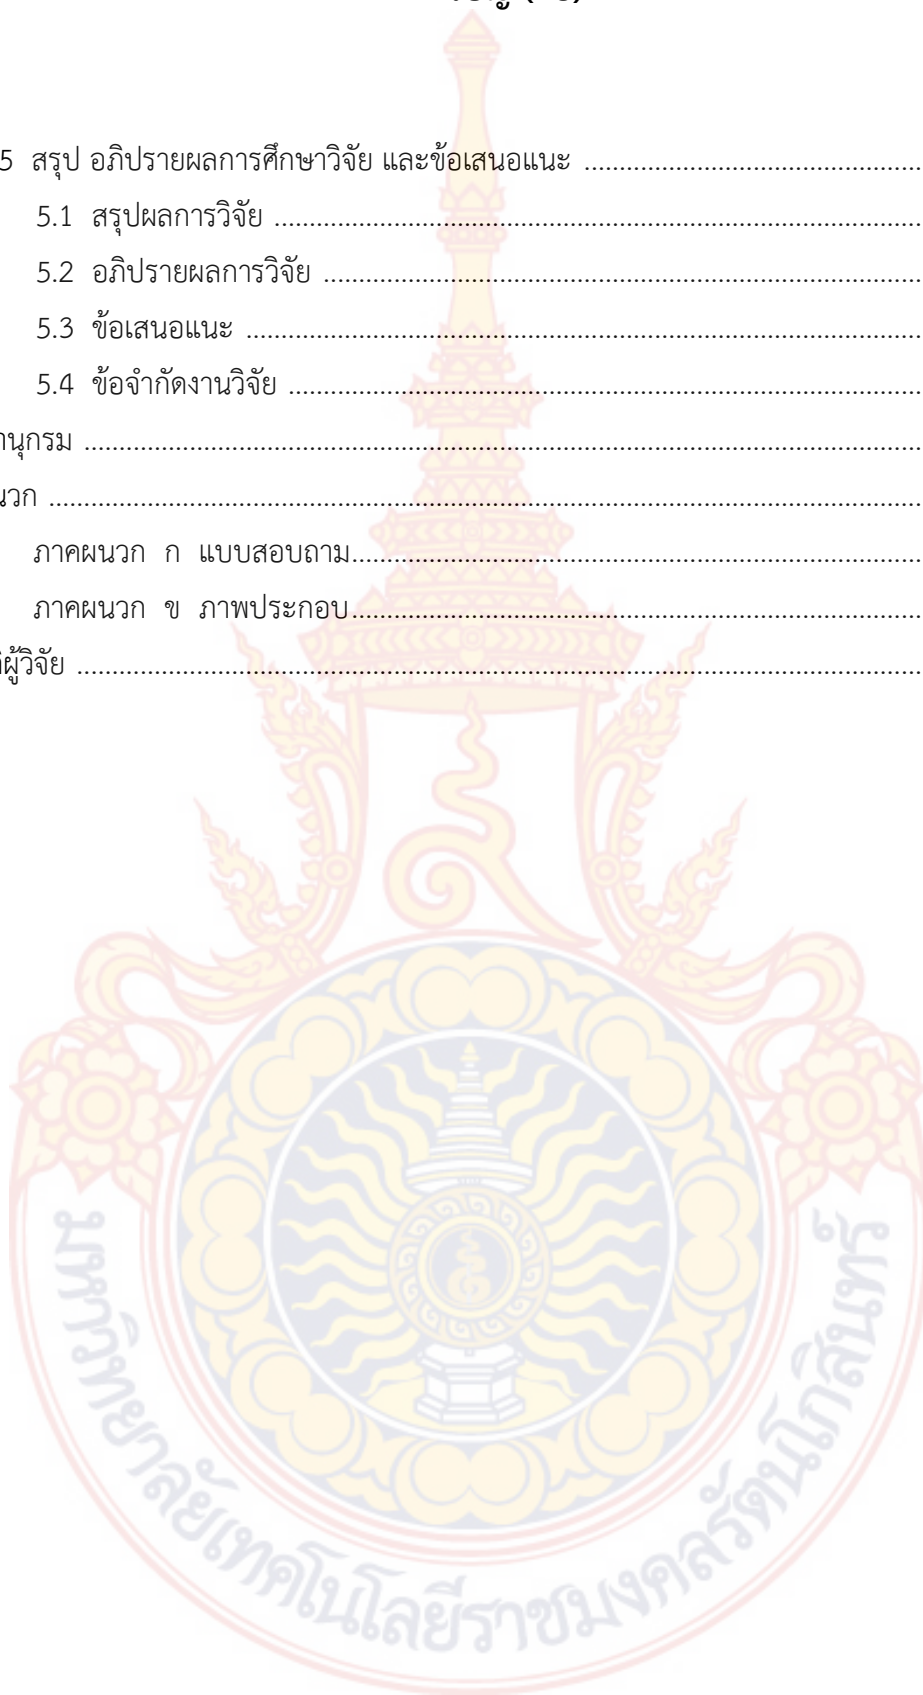 5 สรุป อภิปรายผลการศึกษาวิจัย และข้อเสนอแนะ ................................................
5.1 สรุปผลการวิจัย ................................................................................
5.2 อภิปรายผลการวิจัย ................................................................................
5.3 ข้อเสนอแนะ ................................................................................
5.4 ข้อจำกัดงานวิจัย ................................................................................
านุกรม ................................................................................
นวก ................................................................................
ภาคผนวก ก แบบสอบถาม................................................................................
ภาคผนวก ข ภาพประกอบ................................................................................
ผู้วิจัย ................................................................................
มหาวิทยาลัยเทคโนโลยีราชมงคลรัตนโกสินทร์